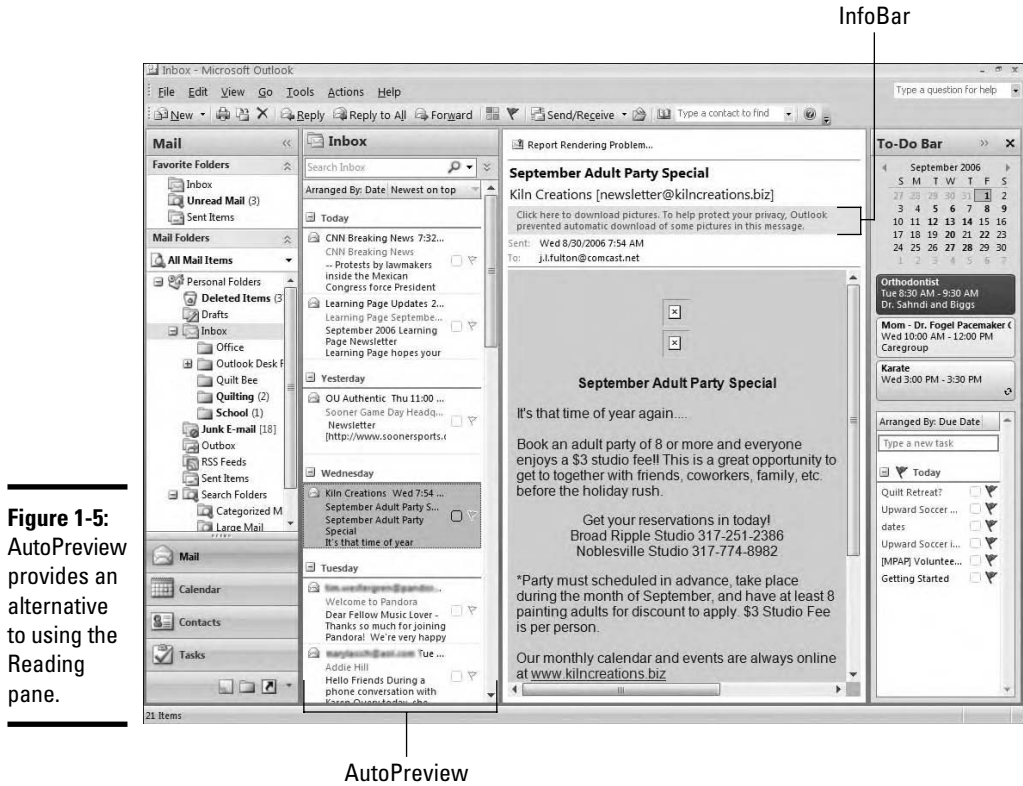 InfoBar
Inbox - Microsoft Outlook
File Edit View Go Tools Actions Help
Type a question for help
New Reply Reply to All Forward Send/Receive Type a contact to find
Mail
Favorite Folders
Inbox
Unread Mail (3)
Sent Items
Mail Folders
All Mail Items
Personal Folders
Deleted Items (3
Drafts
Inbox
Office
Outlook Desk F
Quilt Bee
Quilting (2)
School (1)
Junk E-mail [18]
Outbox
RSS Feeds
Sent Items
Search Folders
Categorized M
Large Mail
Mail
Calendar
Contacts
Tasks
21 Items
Inbox
Search Inbox
Arranged By: Date Newest on top
Today
CNN Breaking News 7:32...
CNN Breaking News
-- Protests by lawmakers
inside the Mexican
Congress force President
Learning Page Updates 2...
Learning Page Septembe...
September 2006 Learning
Page Newsletter
Learning Page hopes your
Yesterday
OU Authentic Thu 11:00 ...
Sooner Game Day Headq...
Newsletter
[http://www.soonersports.c
Wednesday
Kiln Creations Wed 7:54 ...
September Adult Party S...
September Adult Party
Special
It's that time of year
Tuesday
Welcome to Pandora
Dear Fellow Music Lover -
Thanks so much for joining
Pandora! We're very happy
Tue ...
Addie Hill
Hello Friends During a
phone conversation with
Karen Overy today, she
Report Rendering Problem...
September Adult Party Special
Kiln Creations [newsletter@kilncreations.biz]
Click here to download pictures. To help protect your privacy, Outlook
prevented automatic download of some pictures in this message.
Sent: Wed 8/30/2006 7:54 AM
To: j.l.fulton@comcast.net
September Adult Party Special
It's that time of year again....
Book an adult party of 8 or more and everyone
enjoys a $3 studio fee!! This is a great opportunity to
get to together with friends, coworkers, family, etc.
before the holiday rush.
Get your reservations in today!
Broad Ripple Studio 317-251-2386
Noblesville Studio 317-774-8982
*Party must scheduled in advance, take place
during the month of September, and have at least 8
painting adults for discount to apply. $3 Studio Fee
is per person.
Our monthly calendar and events are always online
at www.kilncreations.biz
To-Do Bar
September 2006
S M T W T F S
27 28 29 30 31 1 2
3 4 5 6 7 8 9
10 11 12 13 14 15 16
17 18 19 20 21 22 23
24 25 26 27 28 29 30
1 2 3 4 5 6 7
Orthodontist
Tue 8:30 AM - 9:30 AM
Dr. Sahndi and Biggs
Mom - Dr. Fogel Pacemaker (
Wed 10:00 AM - 12:00 PM
Caregroup
Karate
Wed 3:00 PM - 3:30 PM
Arranged By: Due Date
Type a new task
Today
Quilt Retreat?
Upward Soccer ...
dates
Upward Soccer i...
[MPAP] Voluntee...
Getting Started
Figure 1-5:
AutoPreview
provides an
alternative
to using the
Reading
pane.
AutoPreview